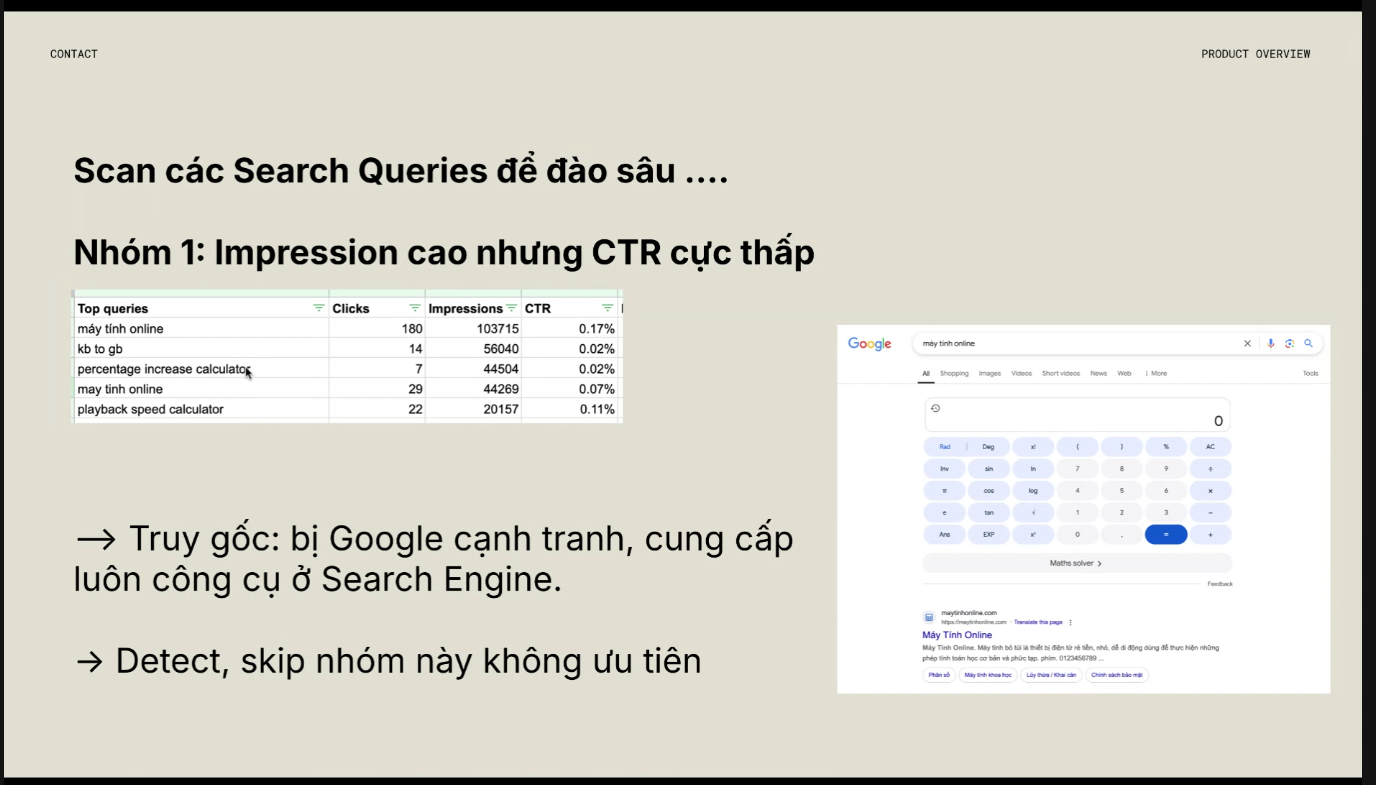 CONTACT
PRODUCT OVERVIEW
Scan các Search Queries để đào sâu ....
Nhóm 1: Impression cao nhưng CTR cực thấp
Top queries Clicks Impressions CTR
máy tính online 180 103715 0.17%
kb to gb 14 56040 0.02%
percentage increase calculator 7 44504 0.02%
may tinh online 29 44269 0.07%
playback speed calculator 22 20157 0.11%
—> Truy gốc: bị Google cạnh tranh, cung cấp
luôn công cụ ở Search Engine.
-> Detect, skip nhóm này không ưu tiên
Google máy tính online
All Shopping Images Videos Short videos News Web More Tools
0
Rad Deg x! ( ) % AC
Inv sin ln 7 8 9 ÷
π cos log 4 5 6 ×
e tan √ 1 2 3 −
Ans EXP 0 . = +
Maths solver >
Feedback
maytinhonline.com
https://maytinhonline.com · Translate this page
Máy Tính Online
Máy Tính Online. Máy tính bỏ túi là thiết bị điện tử rẻ tiền, nhỏ, dễ di động dùng để thực hiện những
phép tính toán học cơ bản và phức tạp. phím. 0123456789 ...
Phân số Máy tính khoa học Lũy thừa / Khai căn Chính sách bảo mật